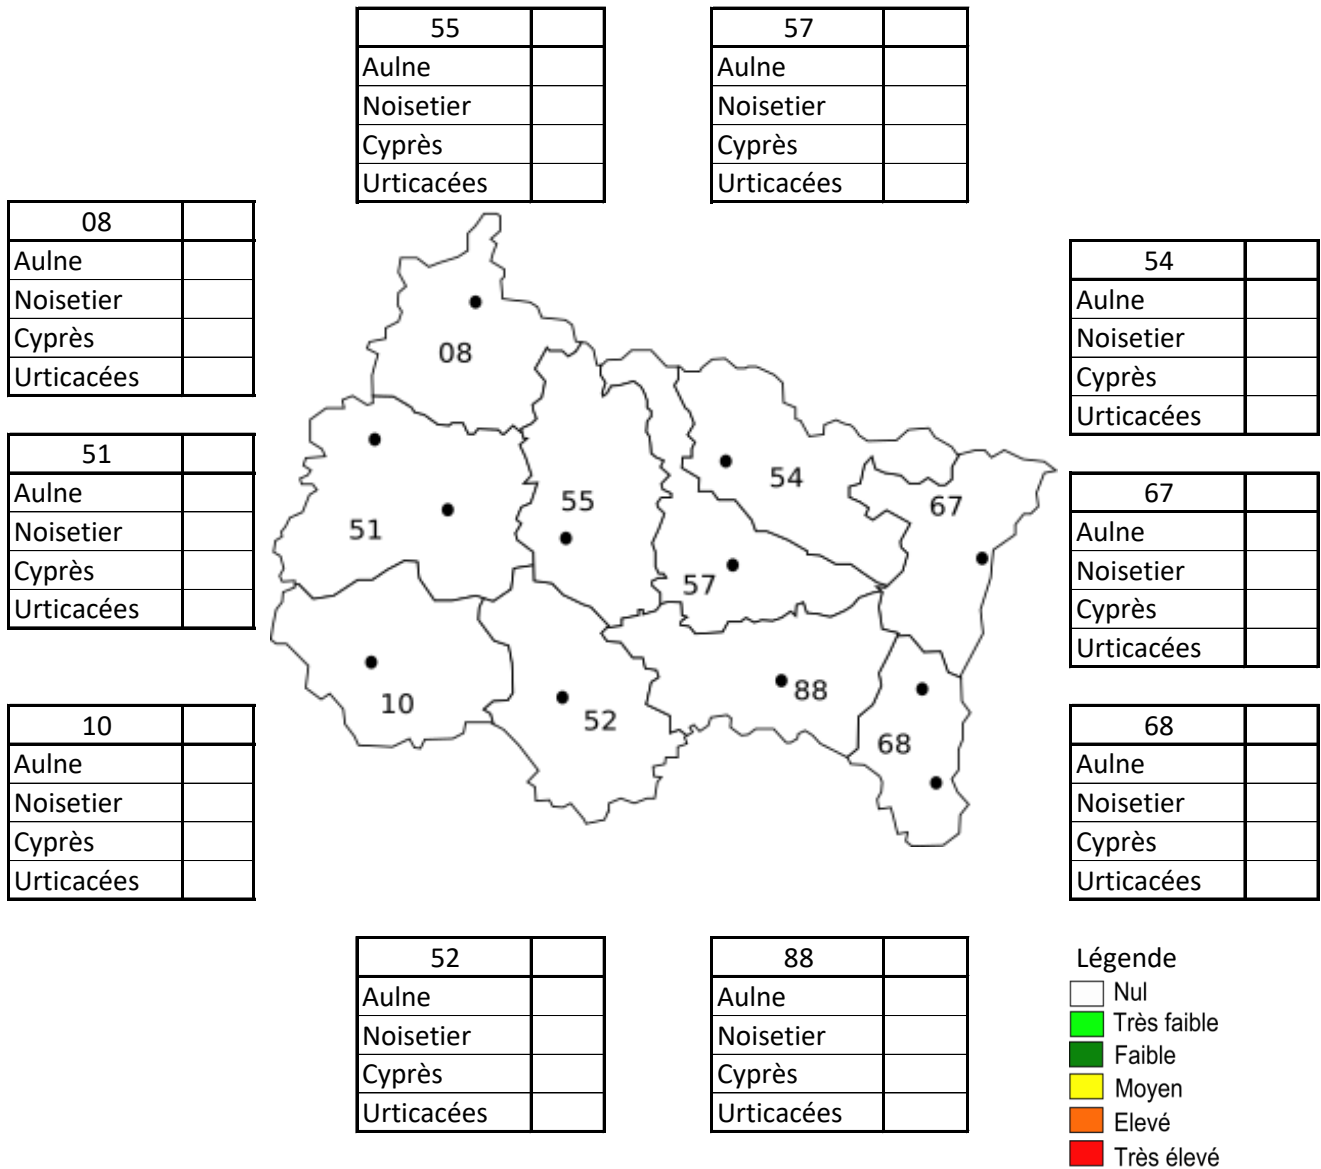 55
Aulne
Noisetier
Cyprès
Urticacées
57
Aulne
Noisetier
Cyprès
Urticacées
08
Aulne
Noisetier
Cyprès
Urticacées
54
Aulne
Noisetier
Cyprès
Urticacées
51
Aulne
Noisetier
Cyprès
Urticacées
67
Aulne
Noisetier
Cyprès
Urticacées
08
54
55
67
51
57
88
10
52
68
10
Aulne
Noisetier
Cyprès
Urticacées
68
Aulne
Noisetier
Cyprès
Urticacées
52
Aulne
Noisetier
Cyprès
Urticacées
88
Aulne
Noisetier
Cyprès
Urticacées
Légende
Nul
Très faible
Faible
Moyen
Elevé
Très élevé